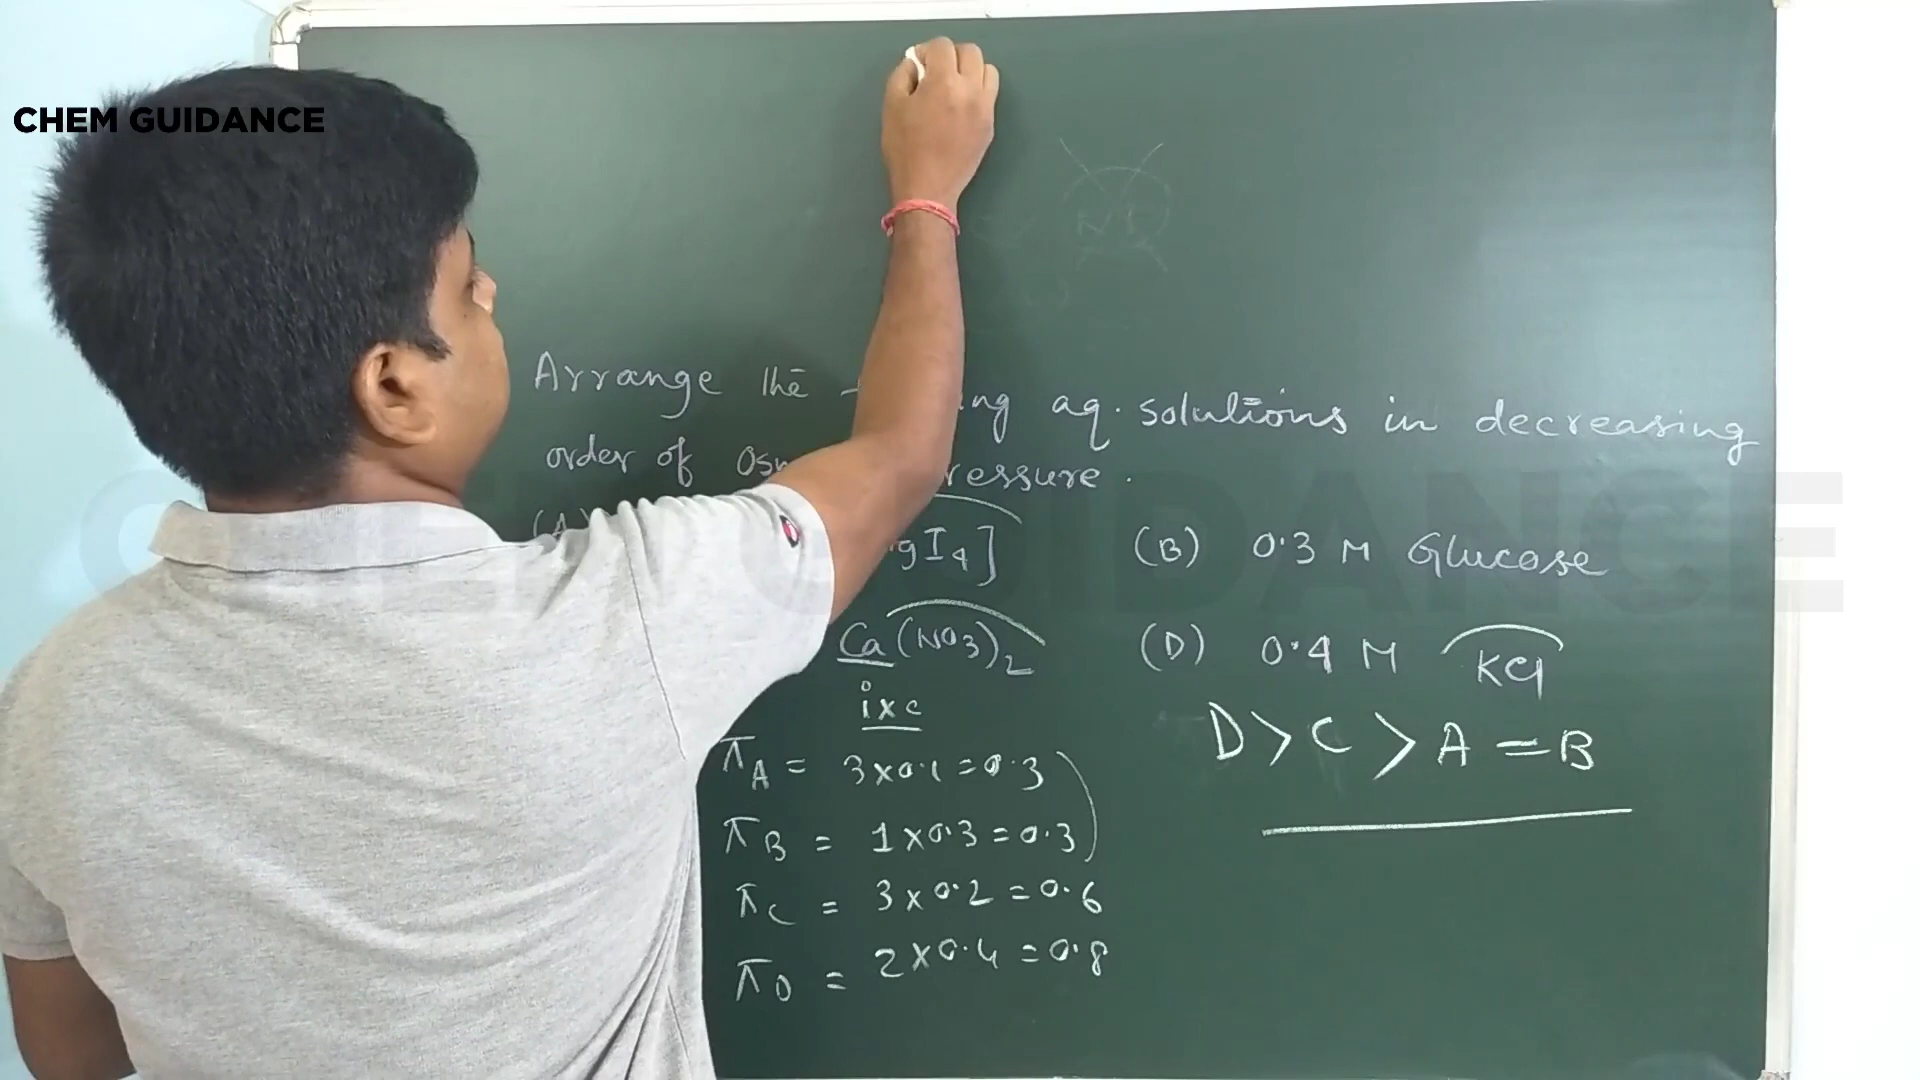 CHEM GUIDANCE
Arrange the ing aq. solutions in decreasing
order of ressure.
(A) gI4] (B) 0.3 M Glucose
Ca(NO3)2 (D) 0.4 M KCl
i×c
D > C > A = B
πA = 3×0.1 = 0.3
πB = 1×0.3 = 0.3
πC = 3×0.2 = 0.6
πD = 2×0.4 = 0.8
CHEM GUIDANCE